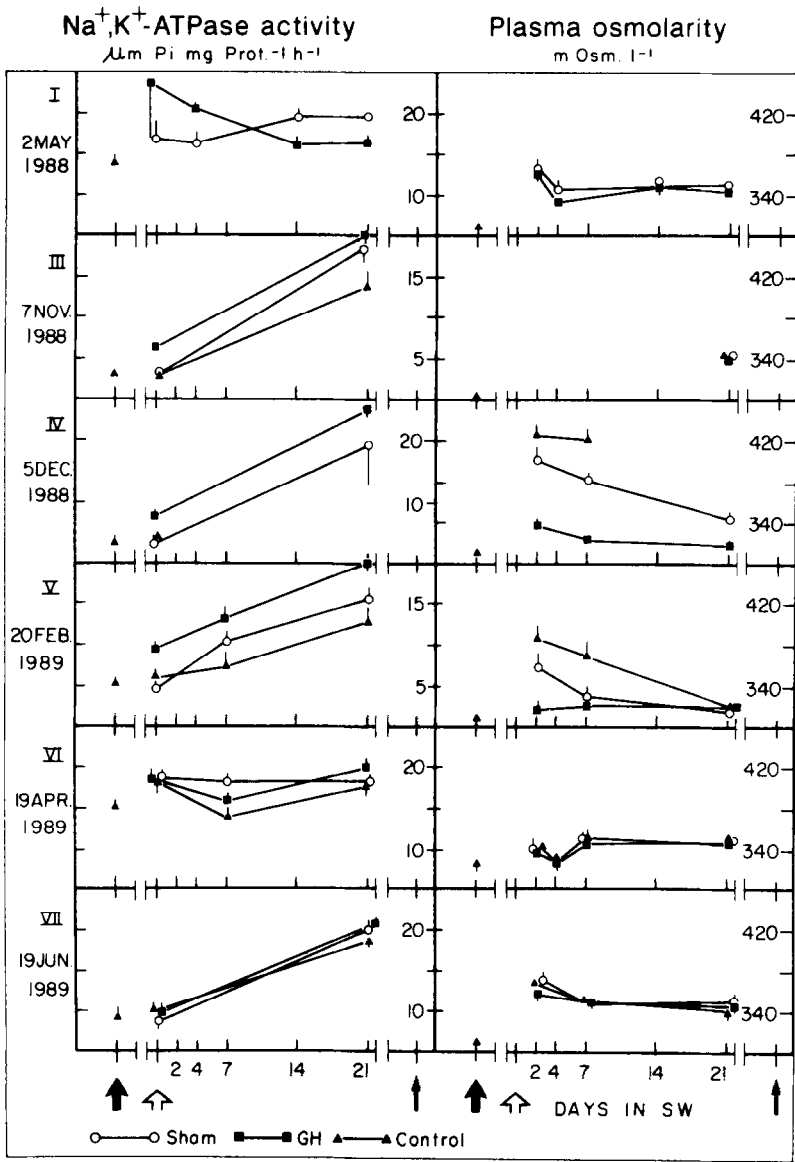 Na+,K+-ATPase activity
μm Pi mg Prot.-1 h-1
Plasma osmolarity
m Osm. l-1
I
2 MAY
1988
20
10
420
340
III
7 NOV.
1988
15
5
420
340
IV
5 DEC.
1988
20
10
420
340
V
20 FEB.
1989
15
5
420
340
VI
19 APR.
1989
20
10
420
340
VII
19 JUN.
1989
20
10
420
340
2 4 7 14 21
2 4 7 14 21
DAYS IN SW
Sham GH Control